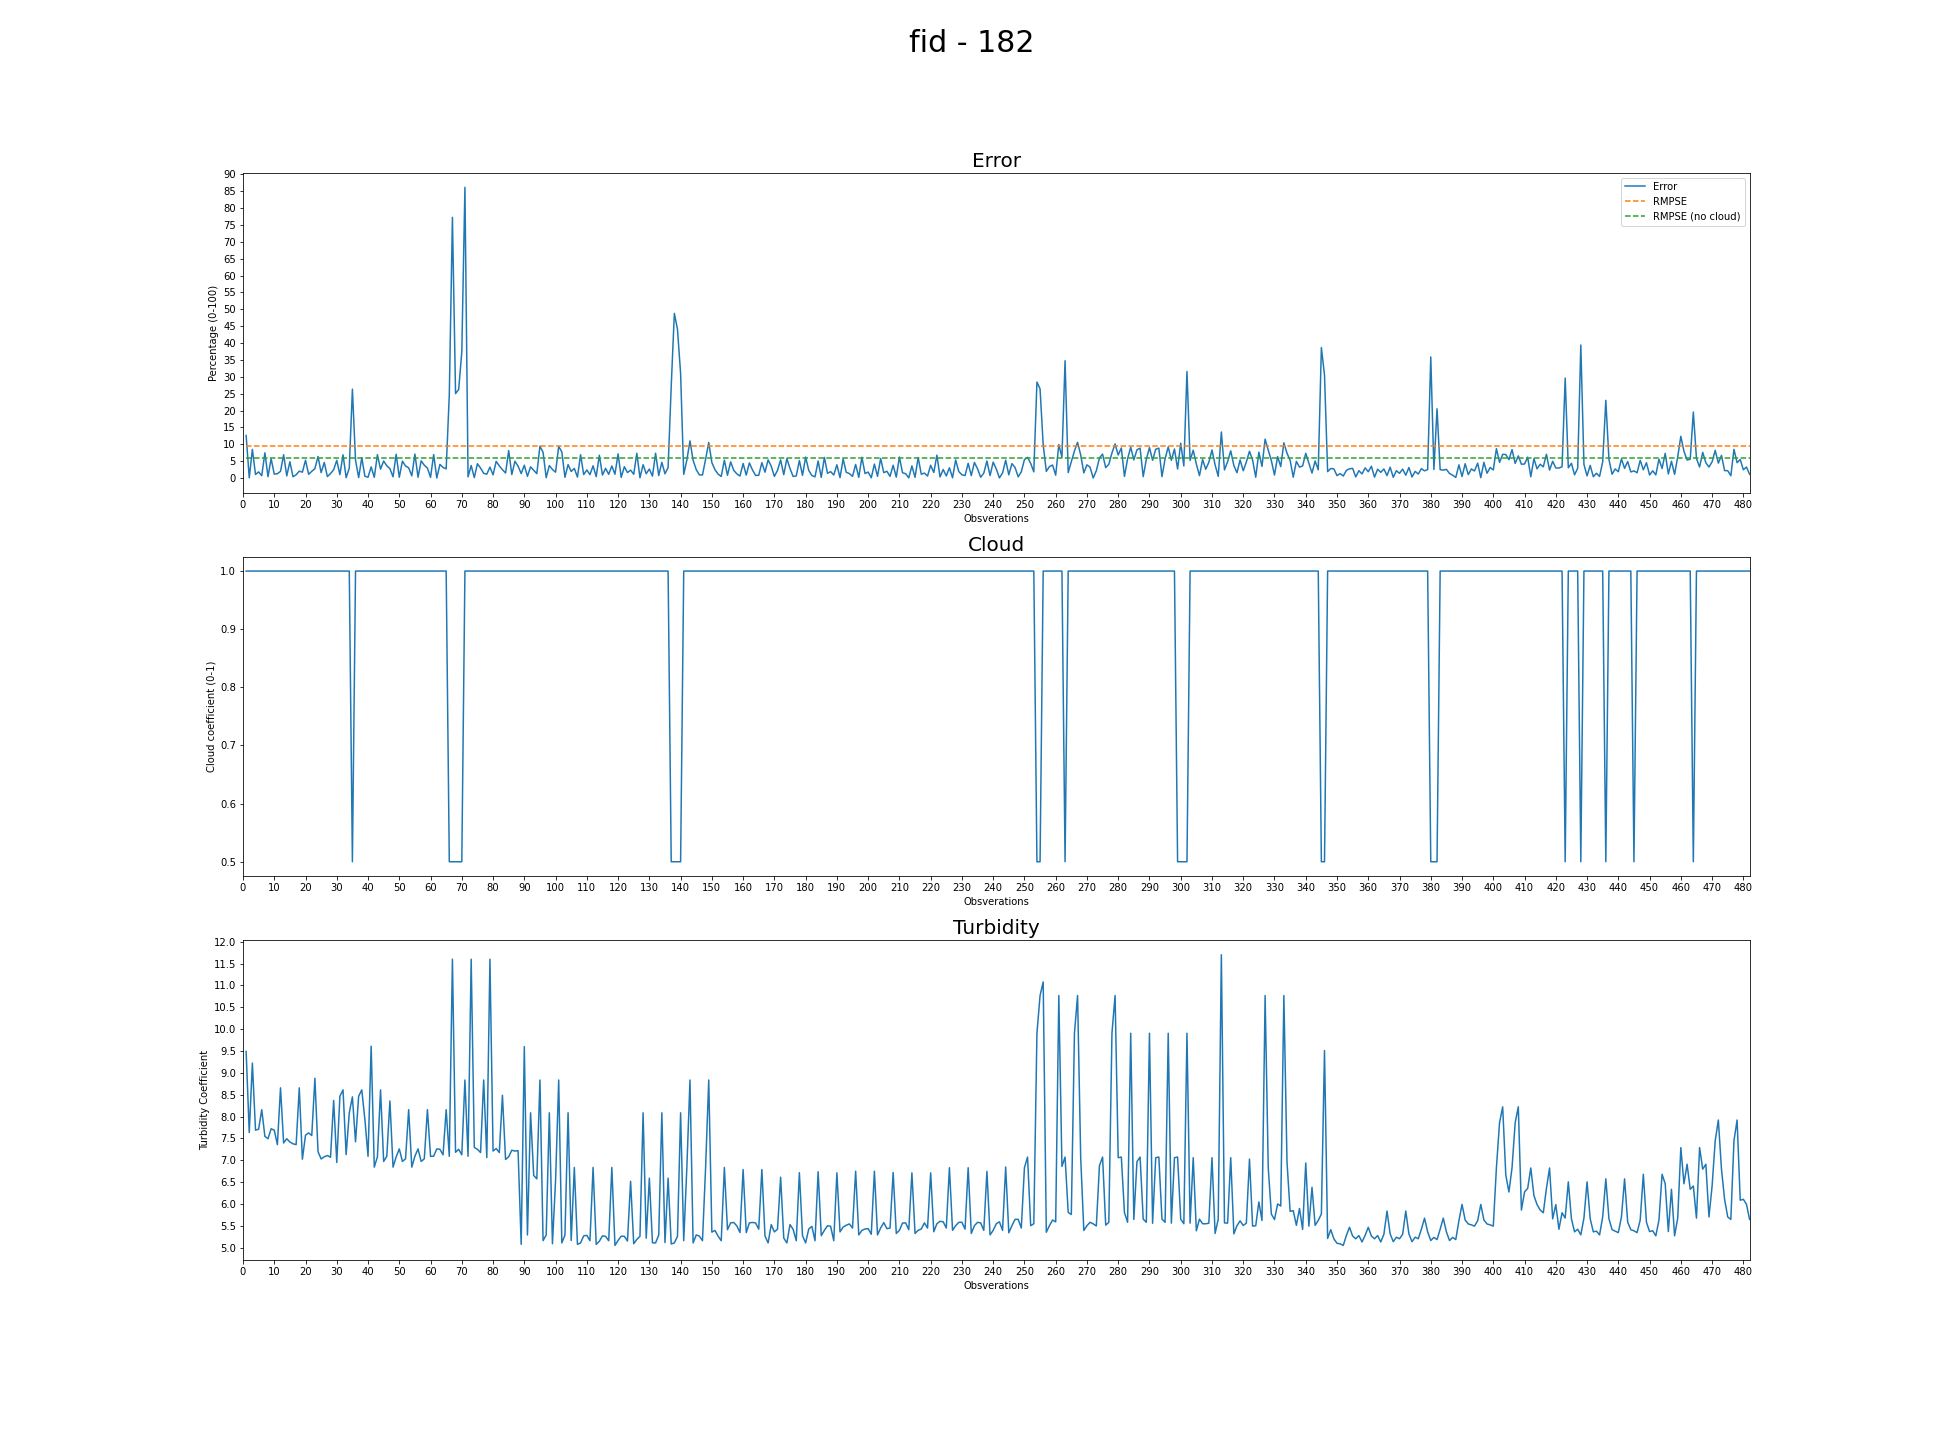 fid - 182
Error
Percentage (0-100)
90
85
80
75
70
65
60
55
50
45
40
35
30
25
20
15
10
5
0
Error
RMPSE
RMPSE (no cloud)
0 10 20 30 40 50 60 70 80 90 100 110 120 130 140 150 160 170 180 190 200 210 220 230 240 250 260 270 280 290 300 310 320 330 340 350 360 370 380 390 400 410 420 430 440 450 460 470 480
Obsverations
Cloud
Cloud coefficient (0-1)
1.0
0.9
0.8
0.7
0.6
0.5
0 10 20 30 40 50 60 70 80 90 100 110 120 130 140 150 160 170 180 190 200 210 220 230 240 250 260 270 280 290 300 310 320 330 340 350 360 370 380 390 400 410 420 430 440 450 460 470 480
Obsverations
Turbidity
Turbidity Coefficient
12.0
11.5
11.0
10.5
10.0
9.5
9.0
8.5
8.0
7.5
7.0
6.5
6.0
5.5
5.0
0 10 20 30 40 50 60 70 80 90 100 110 120 130 140 150 160 170 180 190 200 210 220 230 240 250 260 270 280 290 300 310 320 330 340 350 360 370 380 390 400 410 420 430 440 450 460 470 480
Obsverations